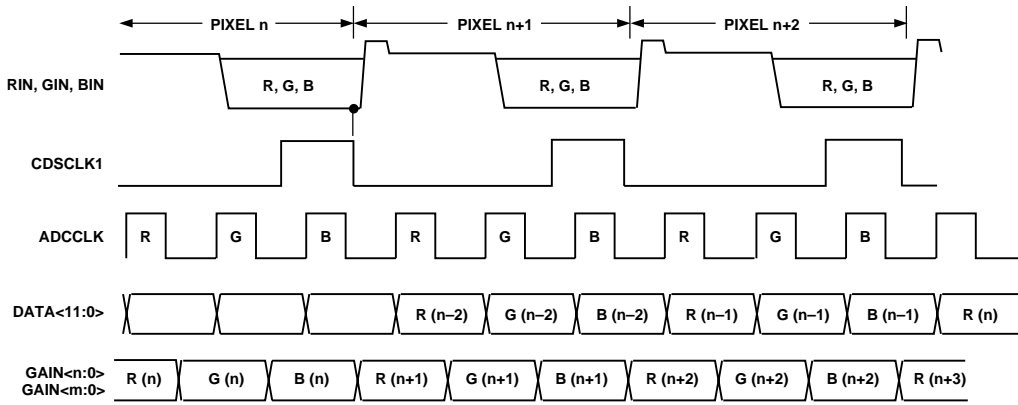 PIXEL n PIXEL n+1 PIXEL n+2
RIN, GIN, BIN R, G, B R, G, B R, G, B
CDSCLK1
ADCCLK R G B R G B R G B
DATA<11:0> R (n–2) G (n–2) B (n–2) R (n–1) G (n–1) B (n–1) R (n)
GAIN<n:0>
GAIN<m:0> R (n) G (n) B (n) R (n+1) G (n+1) B (n+1) R (n+2) G (n+2) B (n+2) R (n+3)